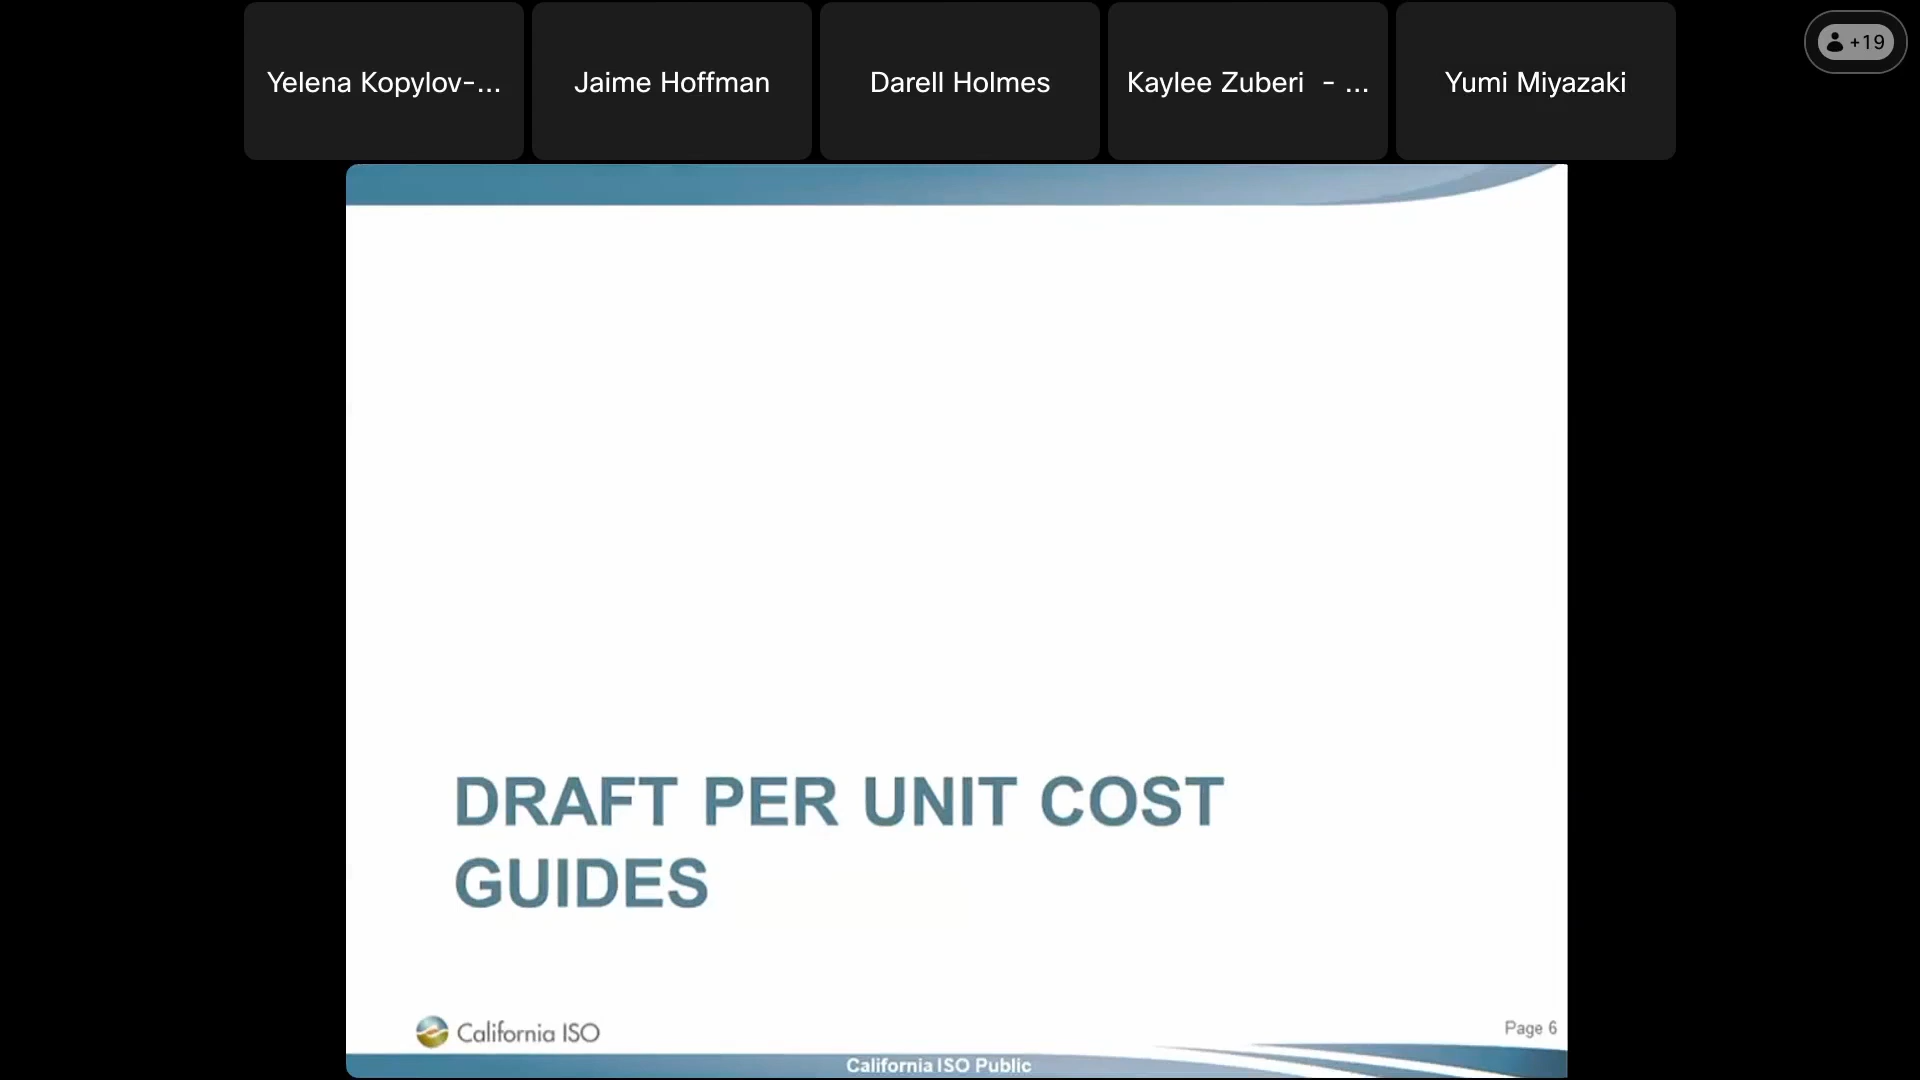 Yelena Kopylov-...
Jaime Hoffman
Darell Holmes
Kaylee Zuberi - ...
Yumi Miyazaki
+19
DRAFT PER UNIT COST
GUIDES
California ISO
Page 6
California ISO Public